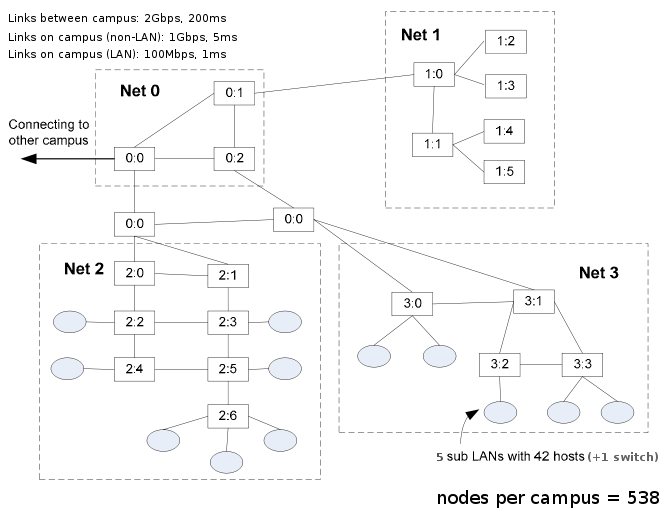 Links between campus: 2Gbps, 200ms
Links on campus (non-LAN): 1Gbps, 5ms
Links on campus (LAN): 100Mbps, 1ms
Net 0
0:1
Connecting to
other campus
0:0
0:2
Net 1
1:0
1:2
1:3
1:1
1:4
1:5
0:0
0:0
Net 2
2:0
2:1
2:2
2:3
2:4
2:5
2:6
Net 3
3:0
3:1
3:2
3:3
5 sub LANs with 42 hosts (+1 switch)
nodes per campus = 538